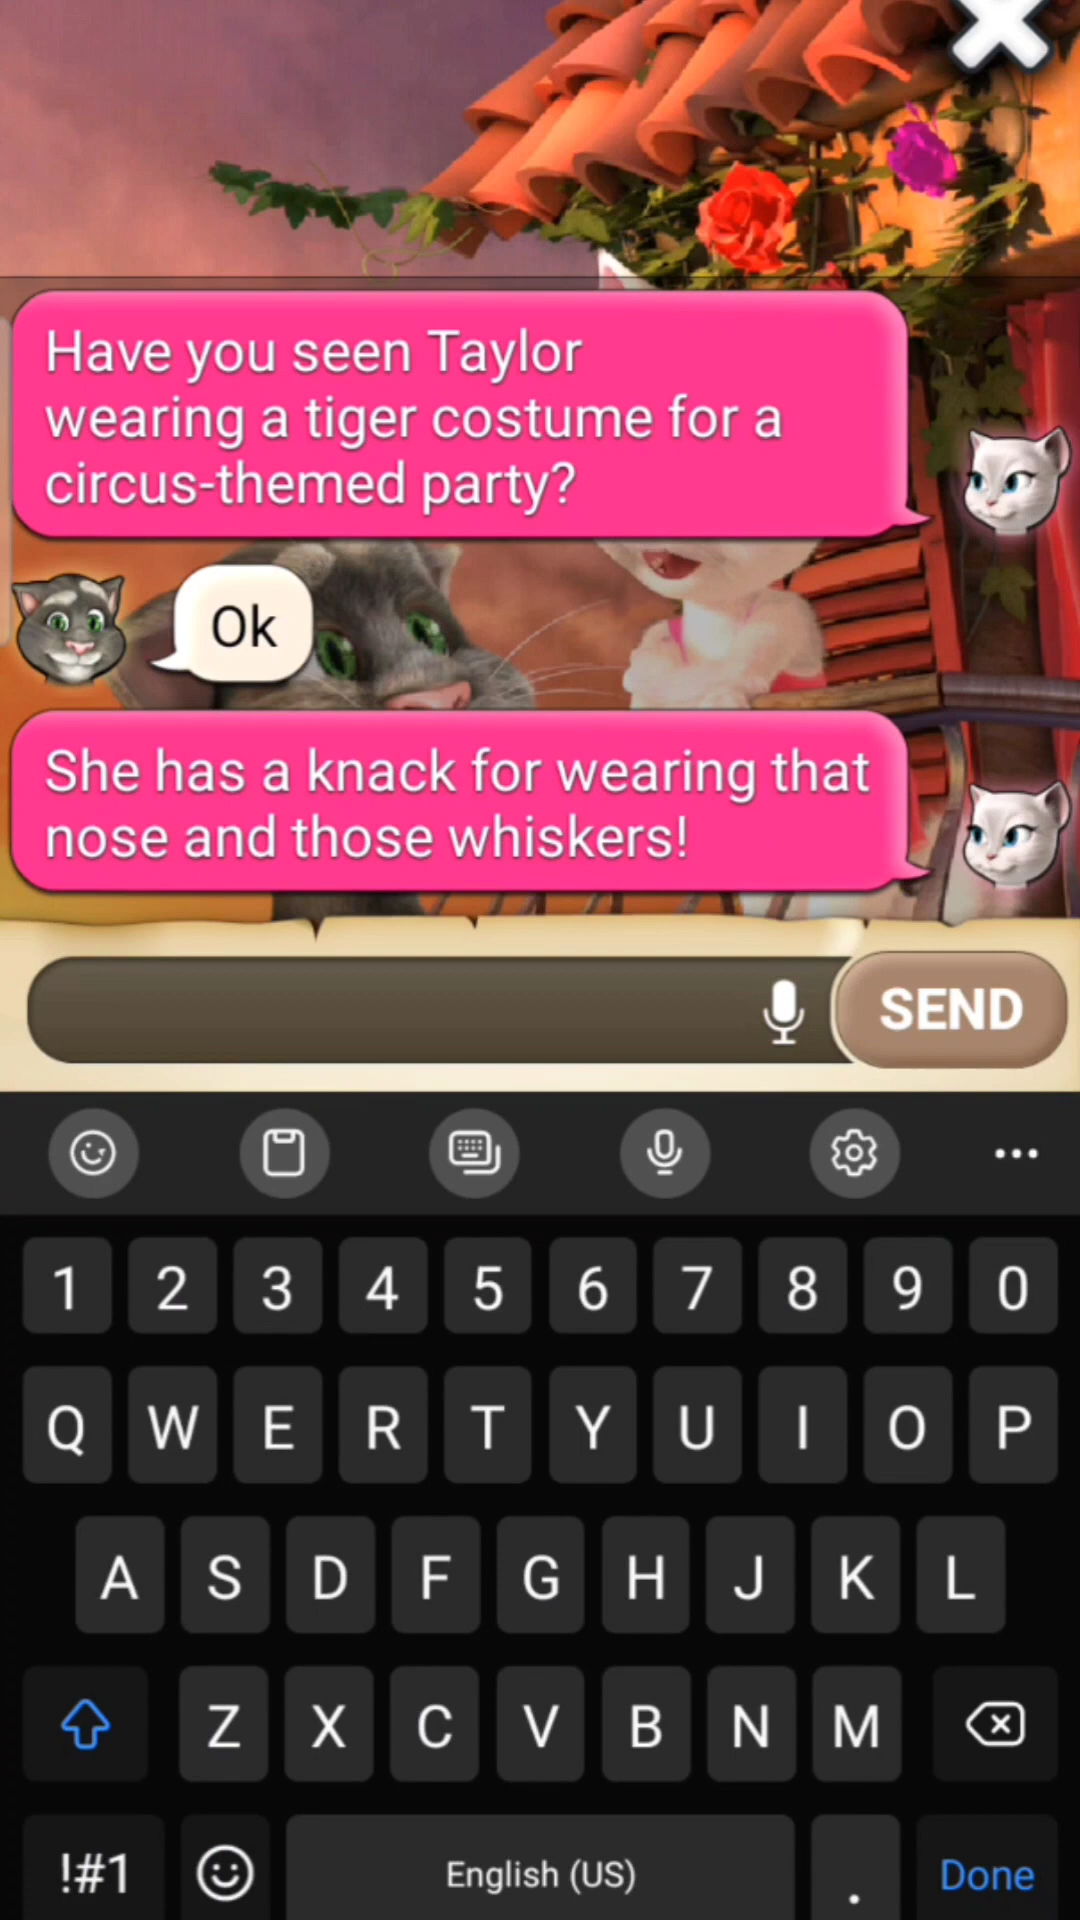 Have you seen Taylor
wearing a tiger costume for a
circus-themed party?
Ok
She has a knack for wearing that
nose and those whiskers!
SEND
1 2 3 4 5 6 7 8 9 0
Q W E R T Y U I O P
A S D F G H J K L
Z X C V B N M
!#1 English (US) . Done